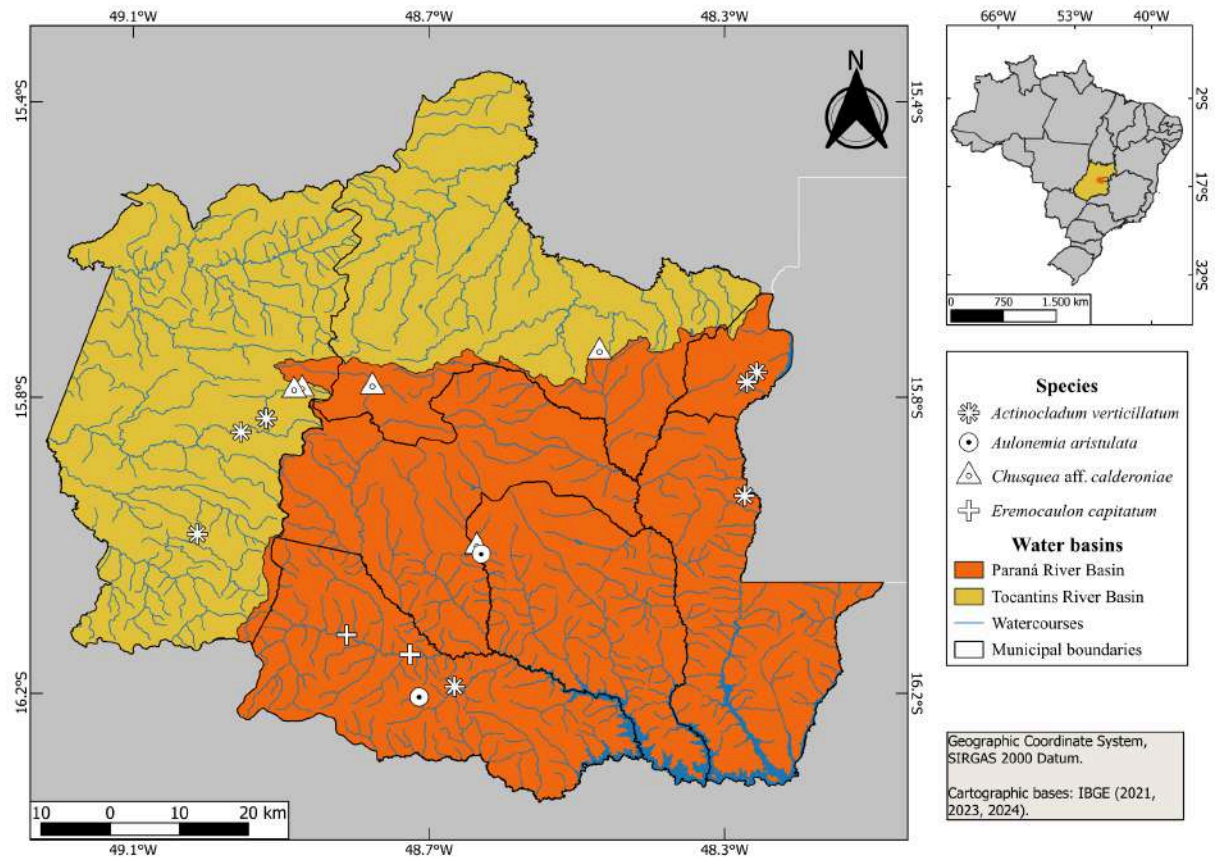 49.1°W 48.7°W 48.3°W
66°W 53°W 40°W
N
15.4°S 15.4°S
2°S
17°S
32°S
0 750 1.500 km
15.8°S 15.8°S
Species
Actinocladum verticillatum
Aulonemia aristulata
Chusquea aff. calderoniae
Eremocaulon capitatum
Water basins
Paraná River Basin
Tocantins River Basin
Watercourses
Municipal boundaries
16.2°S 16.2°S
Geographic Coordinate System,
SIRGAS 2000 Datum.
Cartographic bases: IBGE (2021,
2023, 2024).
10 0 10 20 km
49.1°W 48.7°W 48.3°W